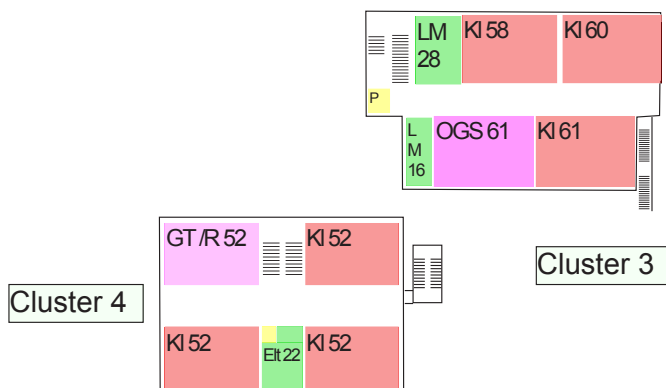 LM
28
KI 58
KI 60
P
L
M
16
OGS 61
KI 61
GT /R 52
KI 52
Cluster 3
Cluster 4
KI 52
Elt 22
KI 52